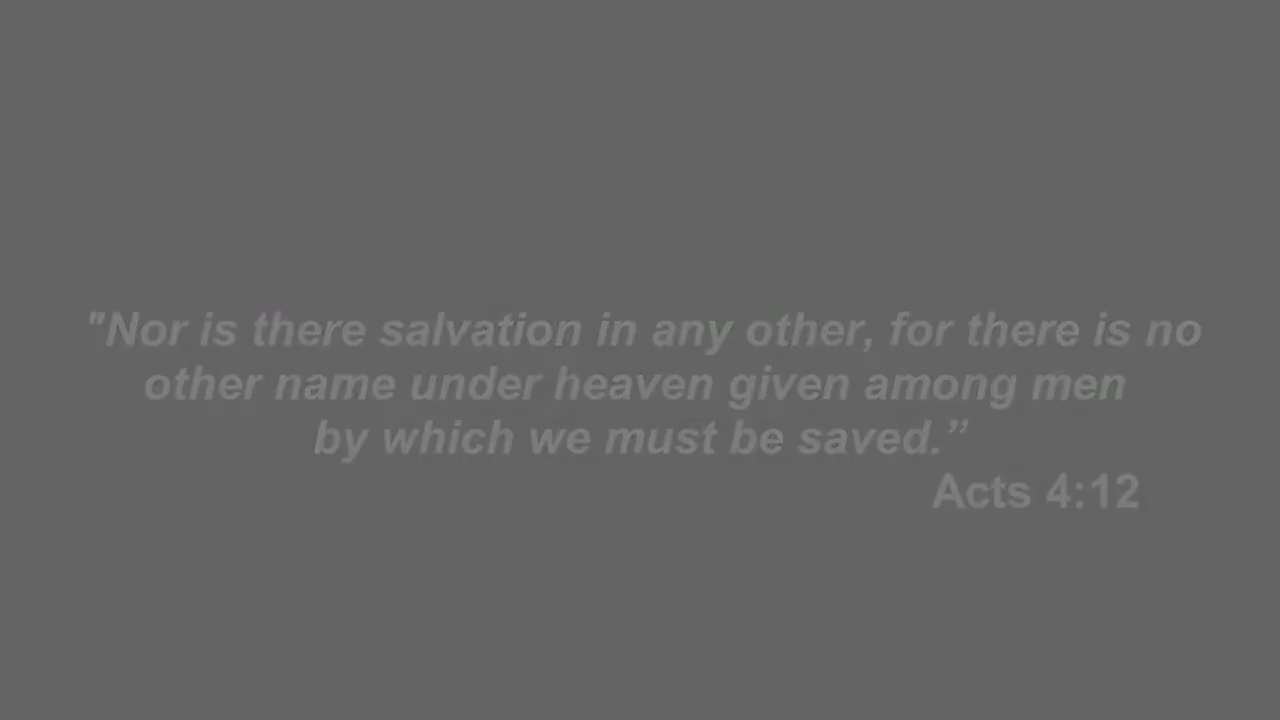 "Nor is there salvation in any other, for there is no
other name under heaven given among men
by which we must be saved.”
Acts 4:12